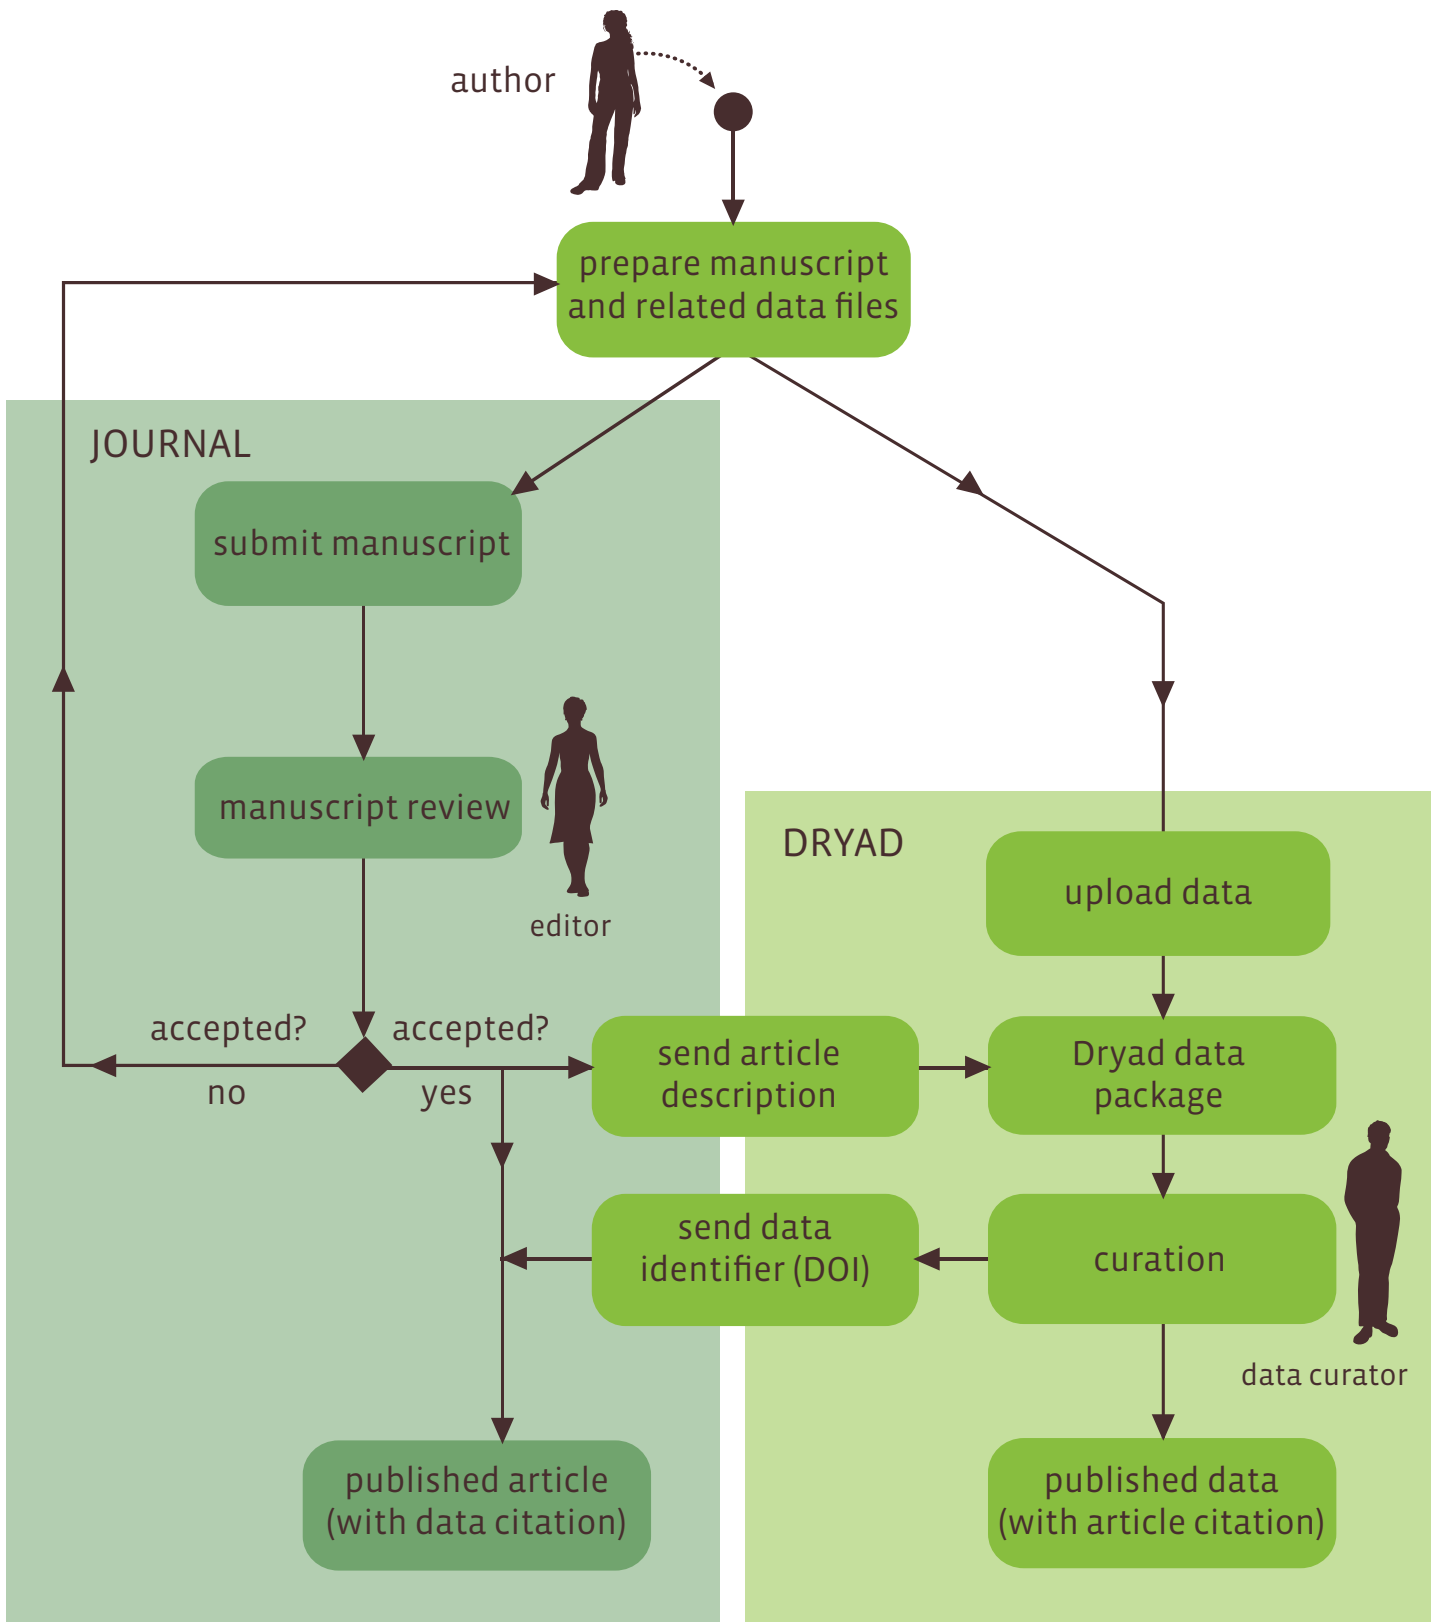 author
prepare manuscript
and related data files
JOURNAL
submit manuscript
manuscript review
editor
DRYAD
upload data
accepted?
no
accepted?
yes
send article
description
Dryad data
package
send data
identifier (DOI)
curation
data curator
published article
(with data citation)
published data
(with article citation)